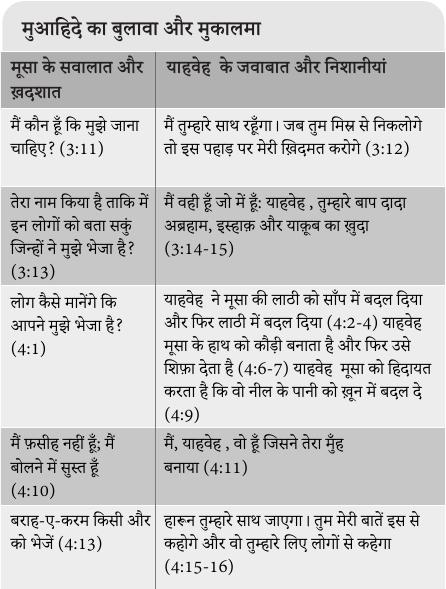 मुआहिदे का बुलावा और मुकालमा
मूसा के सवालात और
ख़दशात
याहवेह के जवाबात और निशानीयां
मैं कौन हूँ कि मुझे जाना
चाहिए? (3:11)
मैं तुम्हारे साथ रहूँगा। जब तुम मिस्र से निकलोगे
तो इस पहाड़ पर मेरी ख़िदमत करोगे (3:12)
तेरा नाम किया है ताकि में
इन लोगों को बता सकुं
जिन्हों ने मुझे भेजा है?
(3:13)
मैं वही हूँ जो में हूँ: याहवेह , तुम्हारे बाप दादा
अब्रहाम, इस्हाक़ और याक़ूब का ख़ुदा
(3:14-15)
लोग कैसे मानेंगे कि
आपने मुझे भेजा है?
(4:1)
याहवेह ने मूसा की लाठी को साँप में बदल दिया
और फिर लाठी में बदल दिया (4:2-4) याहवेह
मूसा के हाथ को कौड़ी बनाता है और फिर उसे
शिफ़ा देता है (4:6-7) याहवेह मूसा को हिदायत
करता है कि वो नील के पानी को ख़ून में बदल दे
(4:9)
मैं फ़सीह नहीं हूँ; मैं
बोलने में सुस्त हूँ
(4:10)
मैं, याहवेह , वो हूँ जिसने तेरा मुँह
बनाया (4:11)
बराह-ए-करम किसी और
को भेजें (4:13)
हारून तुम्हारे साथ जाएगा। तुम मेरी बातें इस से
कहोगे और वो तुम्हारे लिए लोगों से कहेगा
(4:15-16)